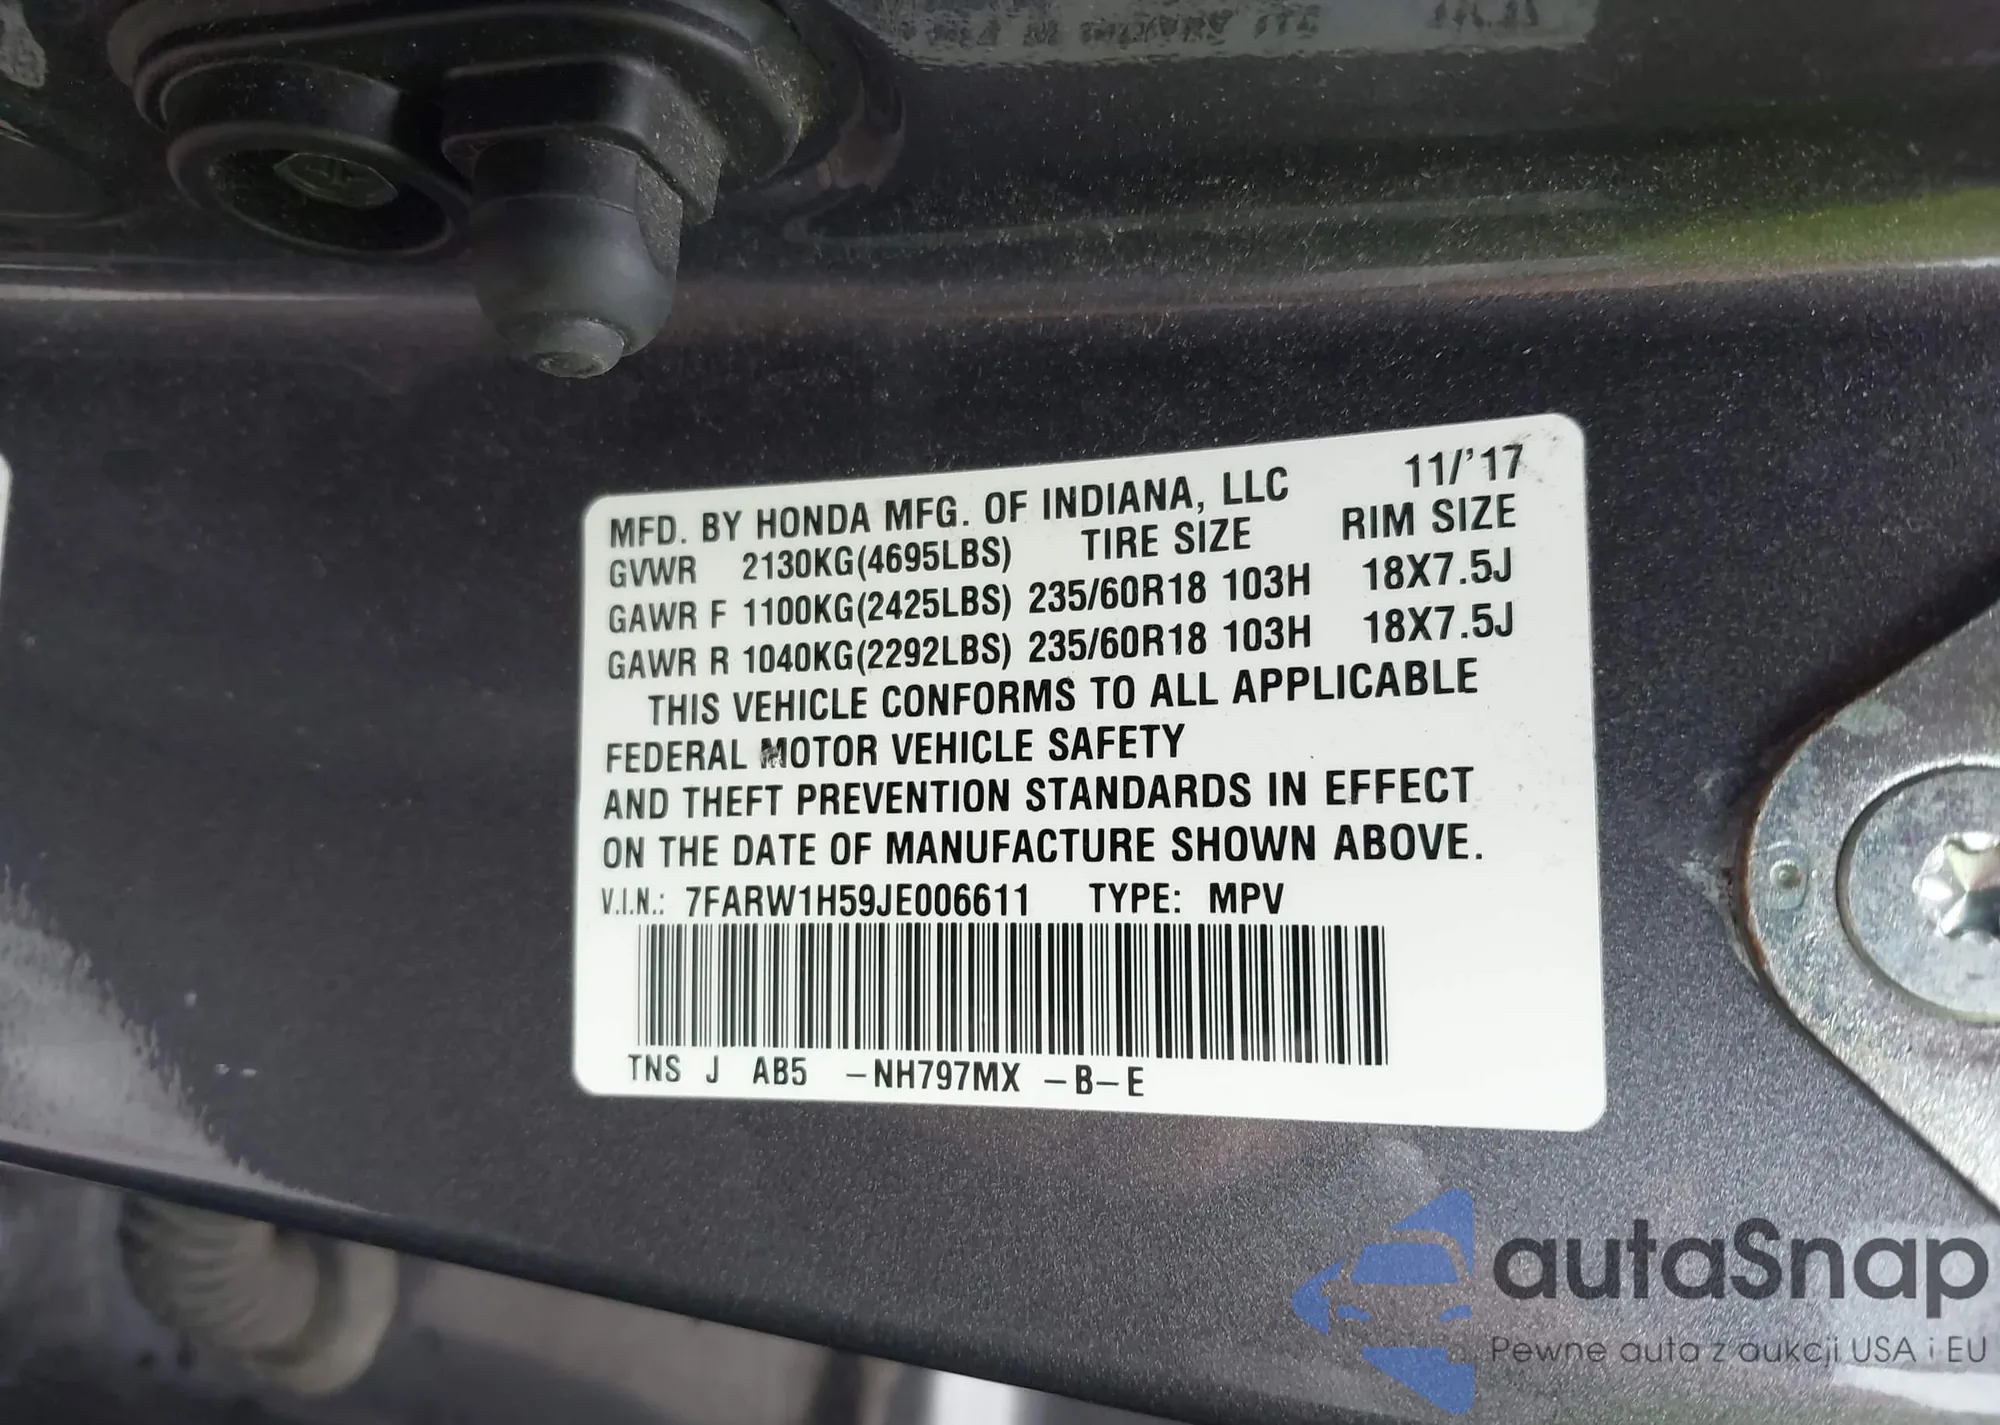 MFD. BY HONDA MFG. OF INDIANA, LLC 11/'17
GVWR 2130KG(4695LBS) TIRE SIZE RIM SIZE
GAWR F 1100KG(2425LBS) 235/60R18 103H 18X7.5J
GAWR R 1040KG(2292LBS) 235/60R18 103H 18X7.5J
THIS VEHICLE CONFORMS TO ALL APPLICABLE
FEDERAL MOTOR VEHICLE SAFETY
AND THEFT PREVENTION STANDARDS IN EFFECT
ON THE DATE OF MANUFACTURE SHOWN ABOVE.
V.I.N.: 7FARW1H59JE006611 TYPE: MPV
TNS J AB5 -NH797MX -B-E
autaSnap
Pewne auta z aukcji USA i EU